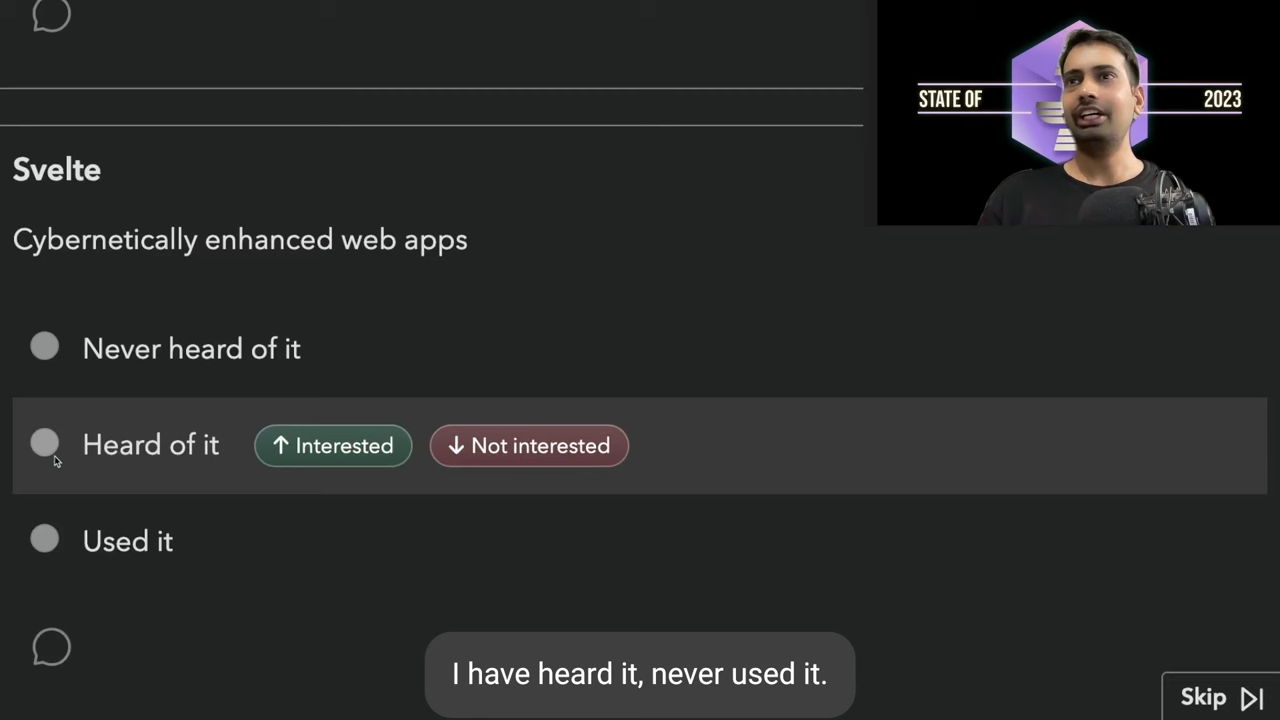 STATE OF 2023
Svelte
Cybernetically enhanced web apps
Never heard of it
Heard of it ↑ Interested ↓ Not interested
Used it
I have heard it, never used it.
Skip